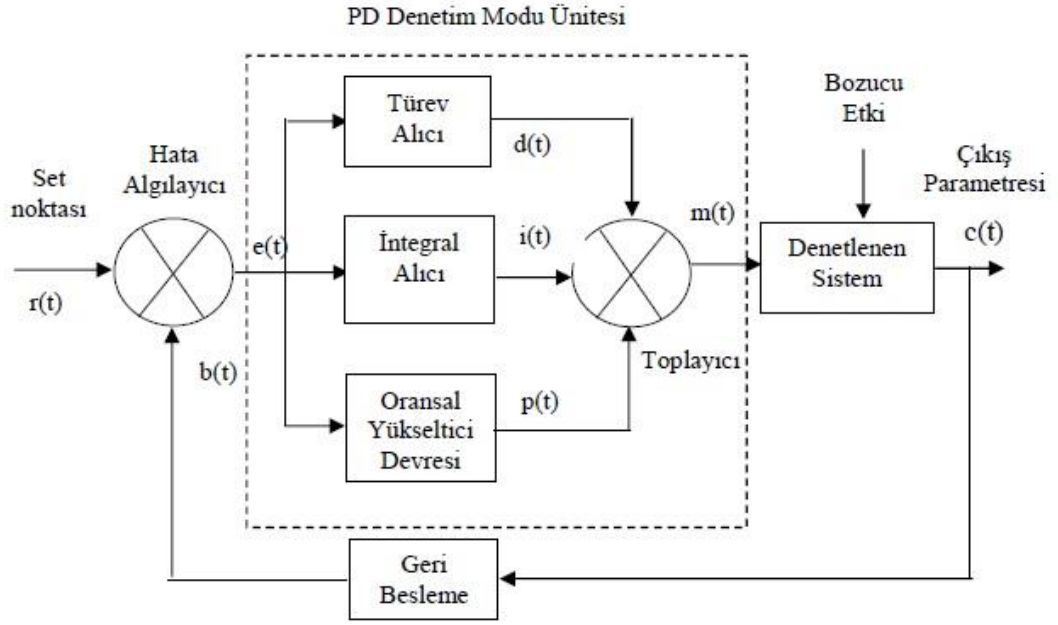 PD Denetim Modu Ünitesi
Türev
Alıcı
d(t)
Bozucu
Etki
Set
noktası
r(t)
Hata
Algılayıcı
e(t)
İntegral
Alıcı
i(t)
m(t)
Denetlenen
Sistem
Çıkış
Parametresi
c(t)
b(t)
Oransal
Yükseltici
Devresi
p(t)
Toplayıcı
Geri
Besleme